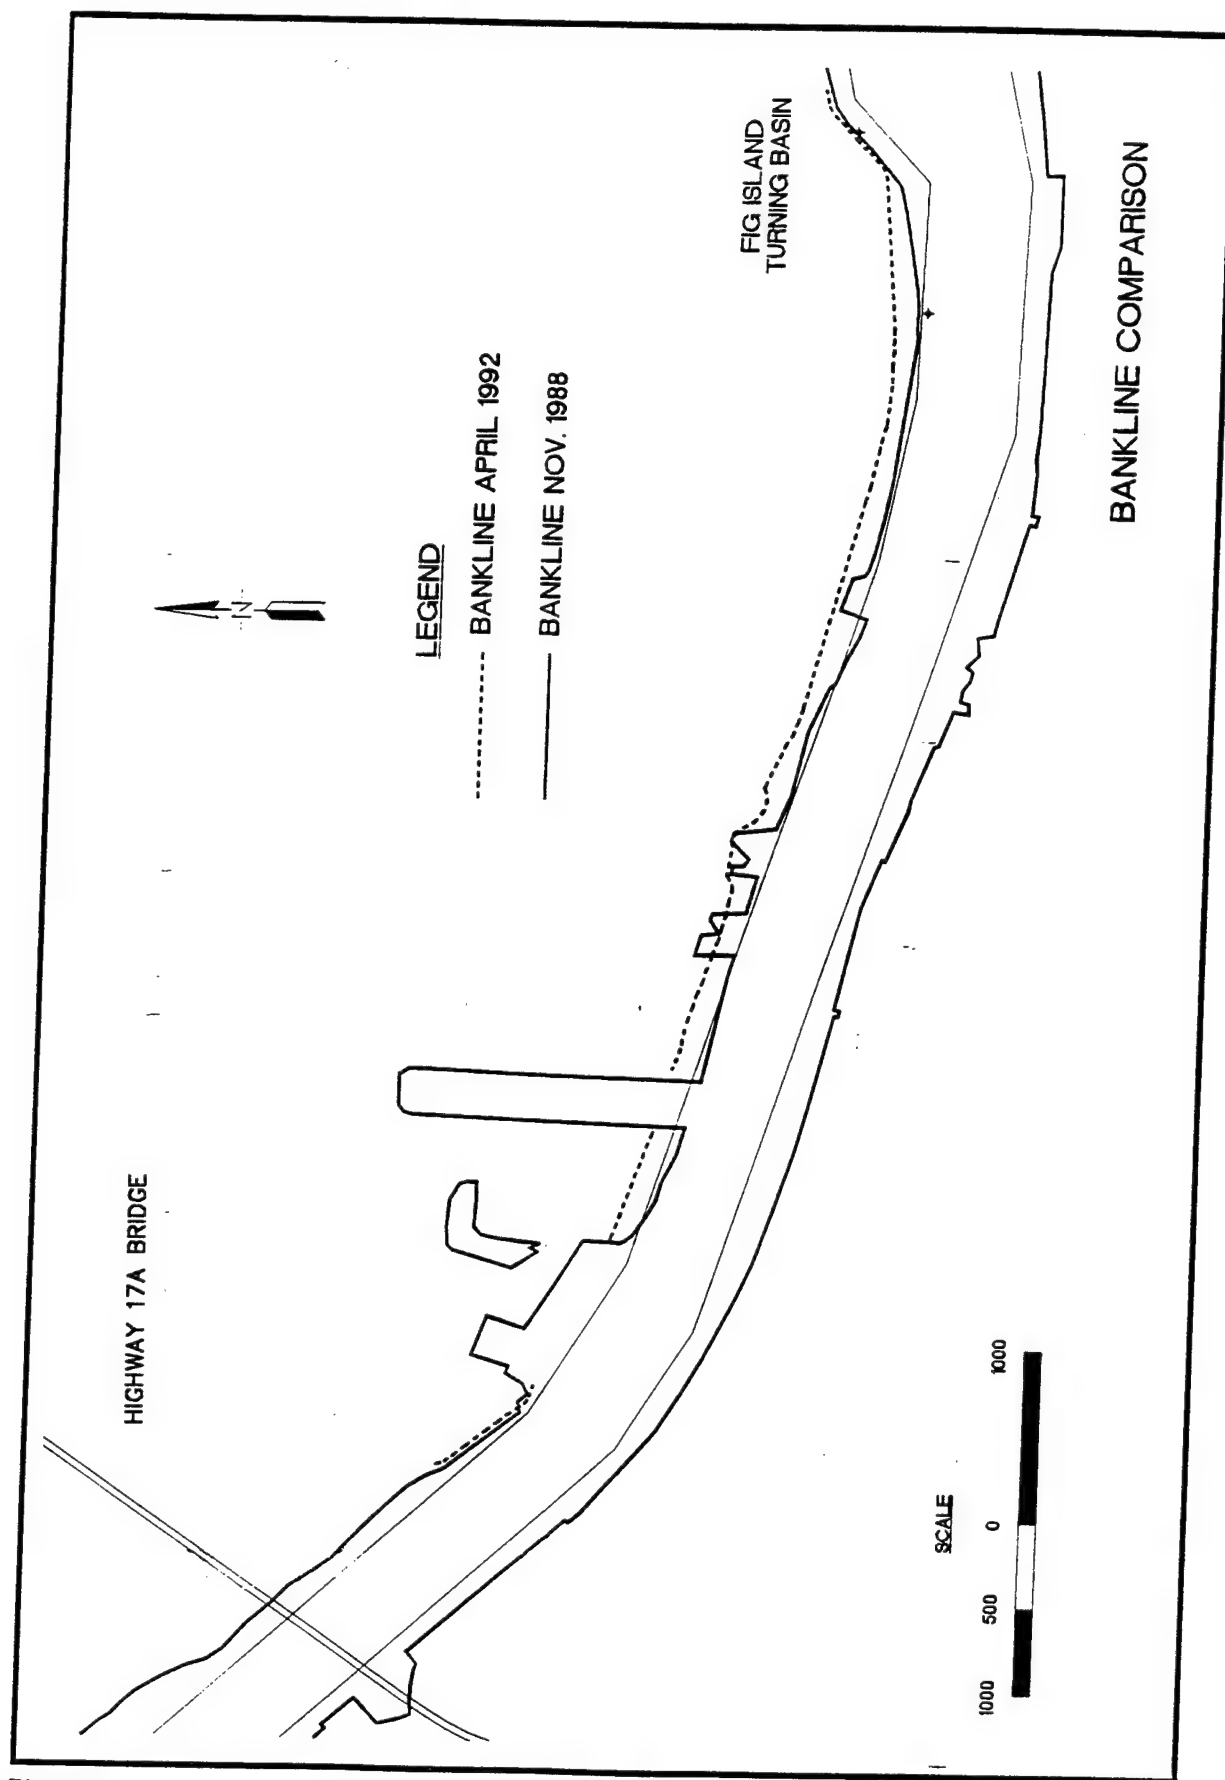 HIGHWAY 17A BRIDGE
N
LEGEND
BANKLINE APRIL 1992
BANKLINE NOV. 1988
FIG ISLAND
TURNING BASIN
SCALE
1000 500 0 1000
BANKLINE COMPARISON